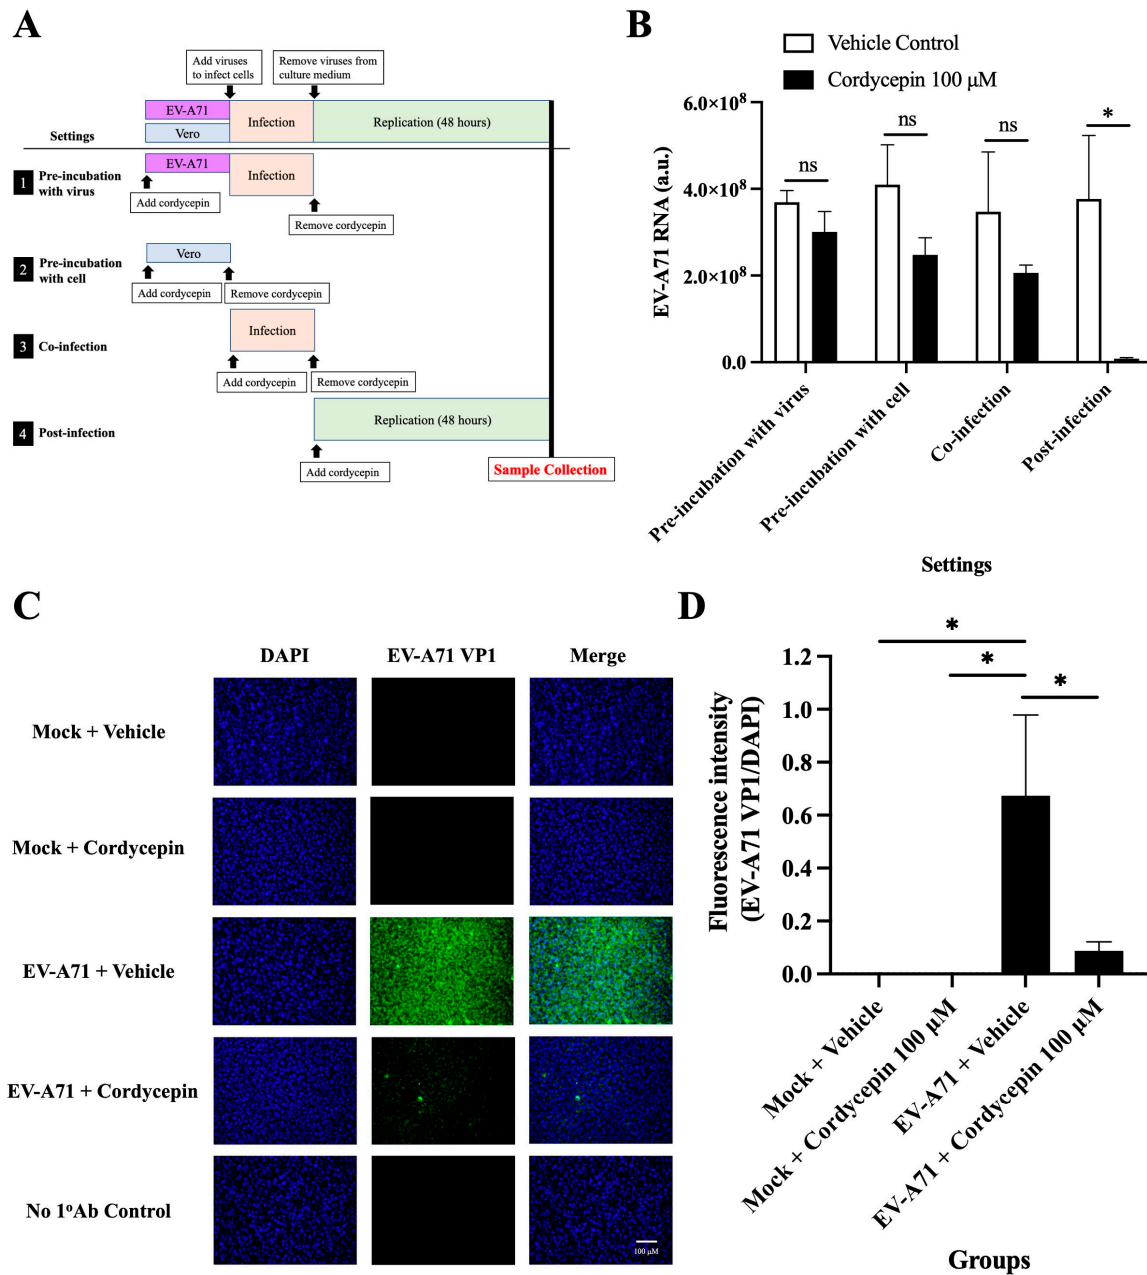 A
Add viruses
to infect cells
Remove viruses from
culture medium
EV-A71
Vero
Infection
Replication (48 hours)
Settings
1 Pre-incubation
with virus
EV-A71
Infection
Add cordycepin
Remove cordycepin
2 Pre-incubation
with cell
Vero
Add cordycepin
Remove cordycepin
3 Co-infection
Infection
Add cordycepin
Remove cordycepin
4 Post-infection
Replication (48 hours)
Add cordycepin
Sample Collection
B
Vehicle Control
Cordycepin 100 μM
EV-A71 RNA (a.u.)
6.0×10⁸
4.0×10⁸
2.0×10⁸
0.0
ns
ns
ns
*
Pre-incubation with virus
Pre-incubation with cell
Co-infection
Post-infection
Settings
C
DAPI
EV-A71 VP1
Merge
Mock + Vehicle
Mock + Cordycepin
EV-A71 + Vehicle
EV-A71 + Cordycepin
No 1°Ab Control
100 μM
D
Fluorescence intensity
(EV-A71 VP1/DAPI)
1.2
1.0
0.8
0.6
0.4
0.2
0.0
*
*
*
Mock + Vehicle
Mock + Cordycepin 100 μM
EV-A71 + Vehicle
EV-A71 + Cordycepin 100 μM
Groups